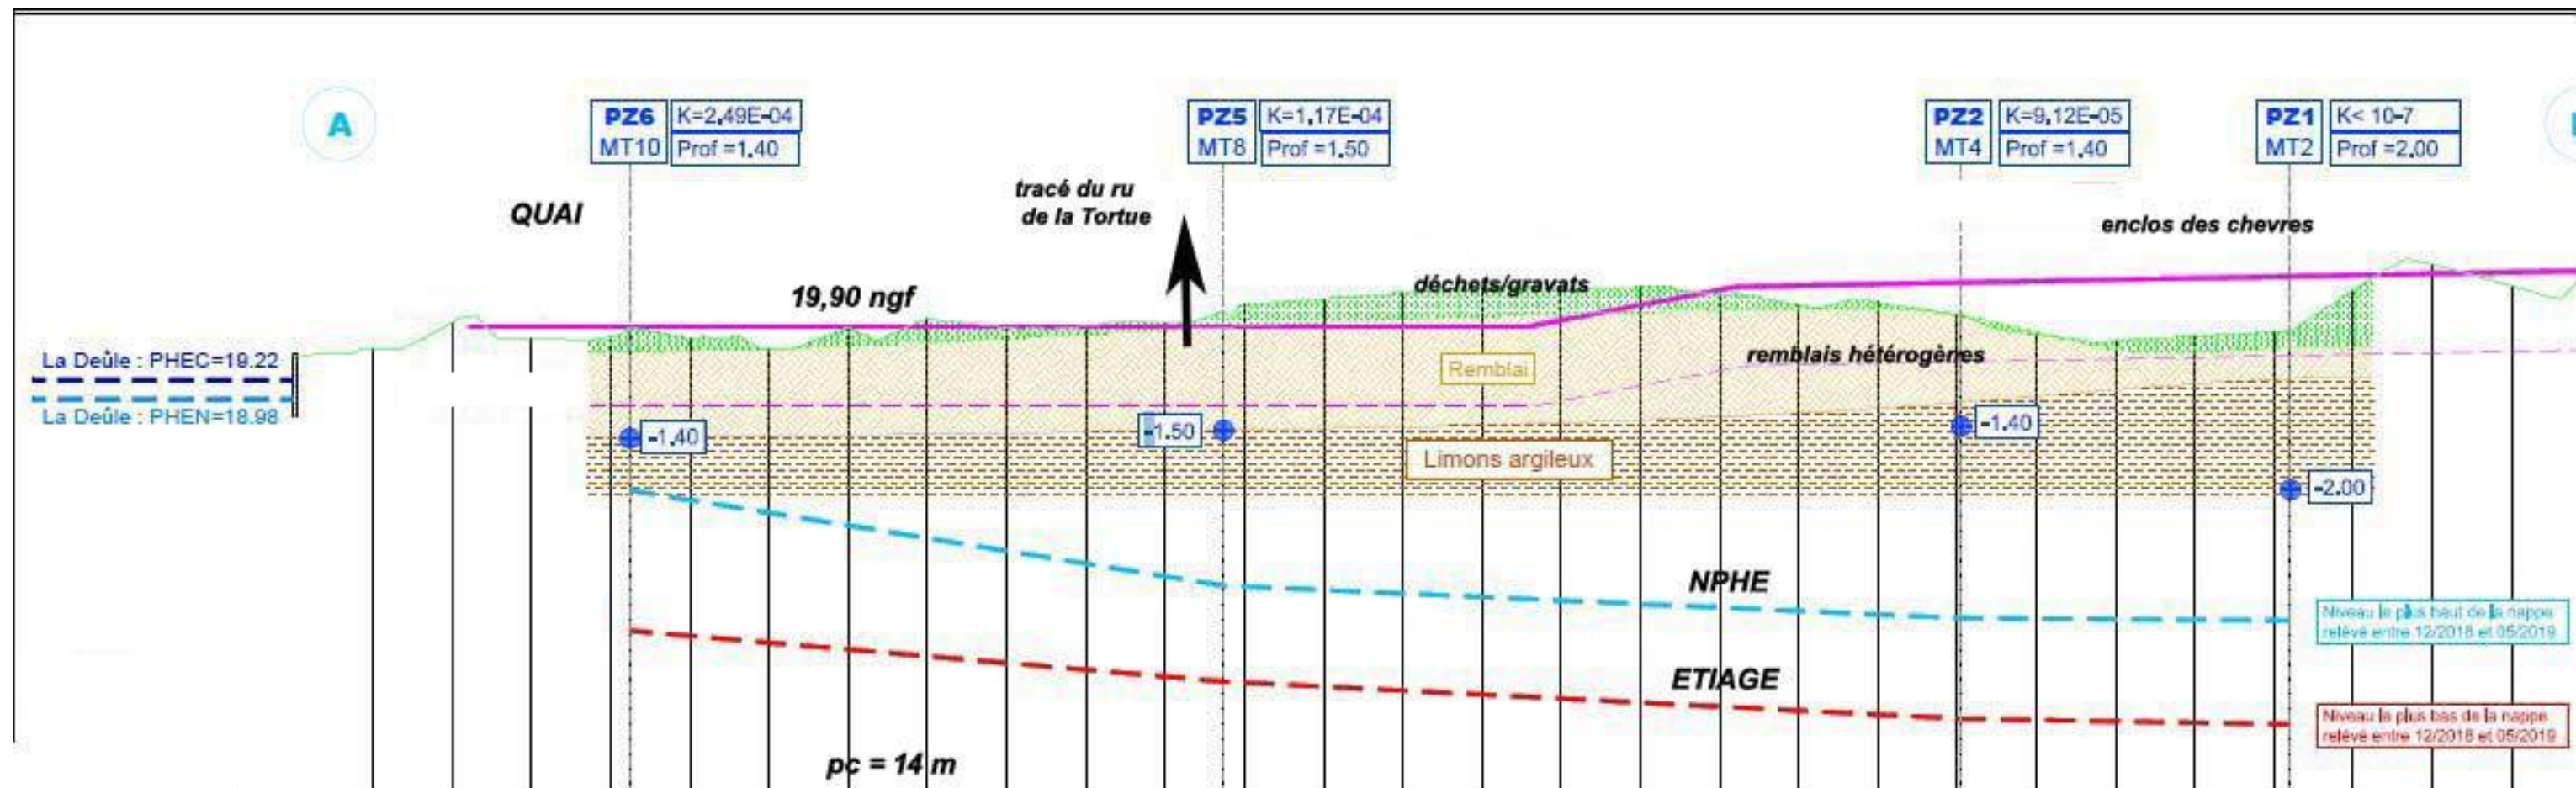 A
PZ6
K=2,49E-04
MT10
Prof =1.40
PZ5
K=1,17E-04
MT8
Prof =1.50
PZ2
K=9,12E-05
MT4
Prof =1.40
PZ1
K< 10-7
MT2
Prof =2.00
QUAI
tracé du ru
de la Tortue
enclos des chevres
19,90 ngf
déchets/gravats
La Deûle : PHEC=19.22
La Deûle : PHEN=18.98
Remblai
remblais hétérogènes
-1.40
-1.50
-1.40
Limons argileux
-2.00
NPHE
Niveau le plus haut de la nappe
relevé entre 12/2018 et 05/2019
ETIAGE
Niveau le plus bas de la nappe
relévé entre 12/2018 et 05/2019
pc = 14 m